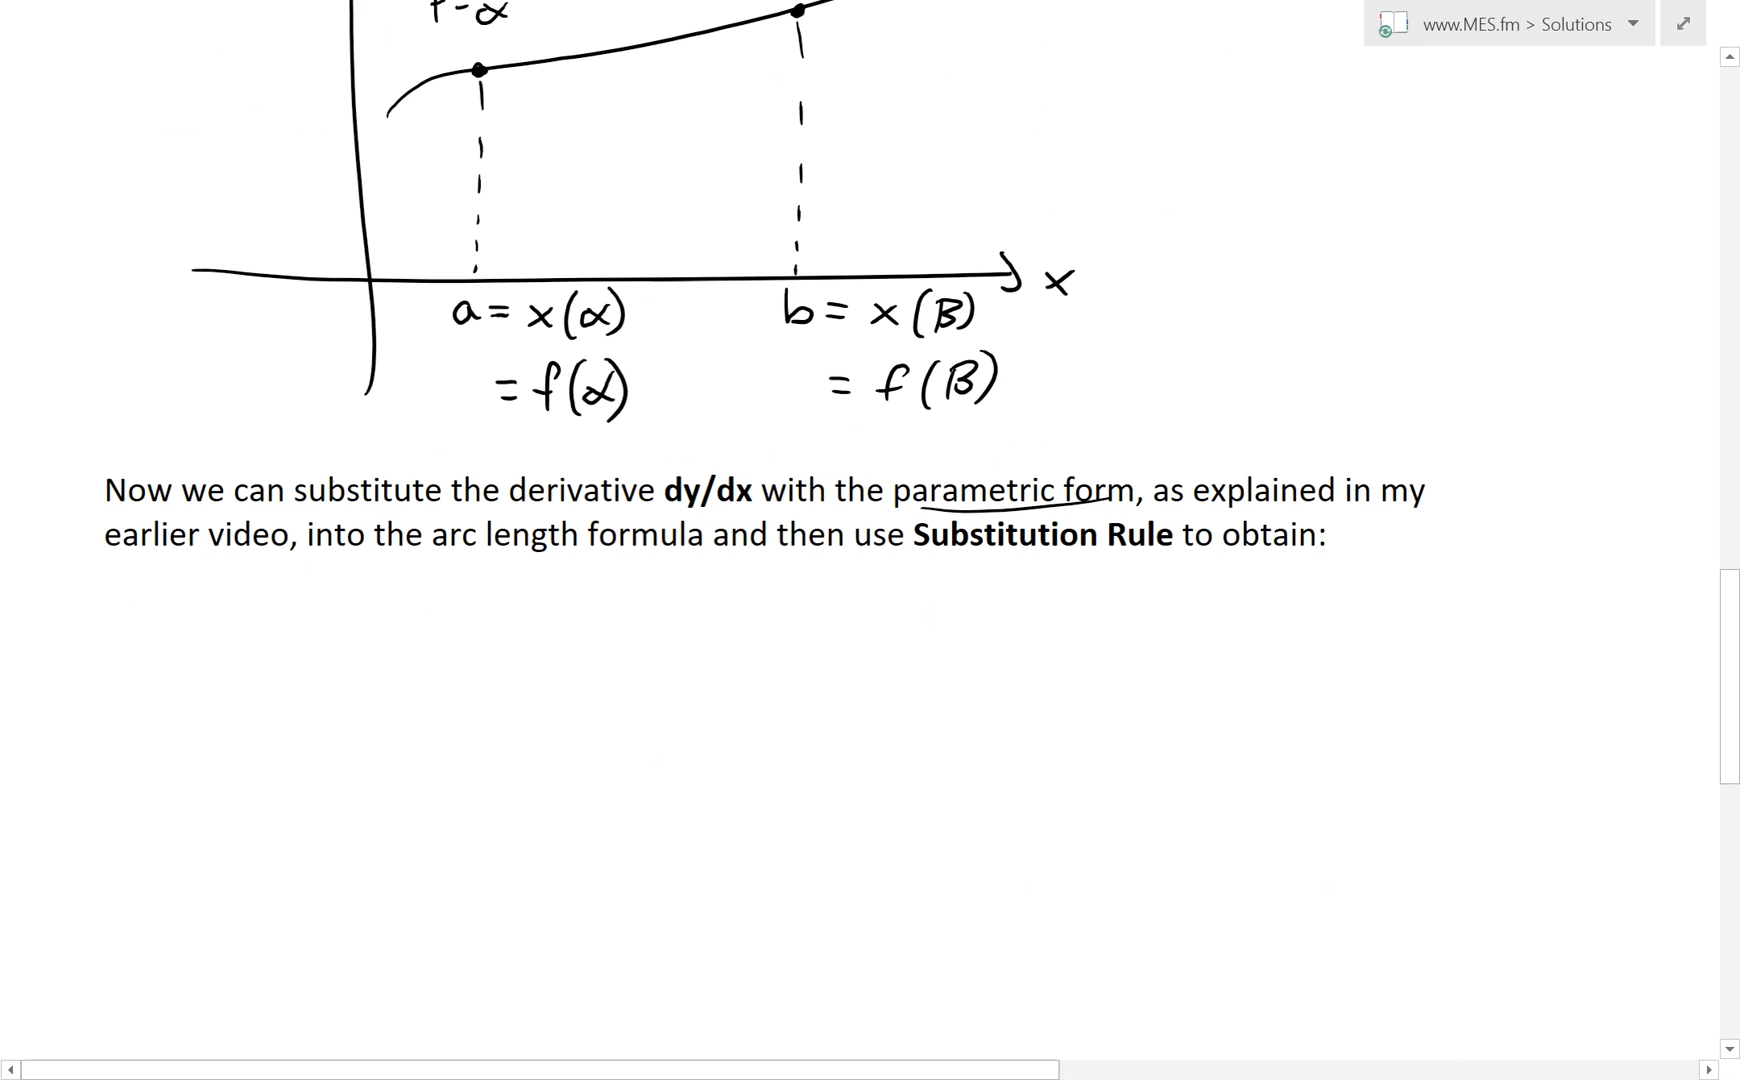 www.MES.fm > Solutions
x
a = x(α) b = x(β)
= f(α) = f(β)
Now we can substitute the derivative dy/dx with the parametric form, as explained in my
earlier video, into the arc length formula and then use Substitution Rule to obtain: